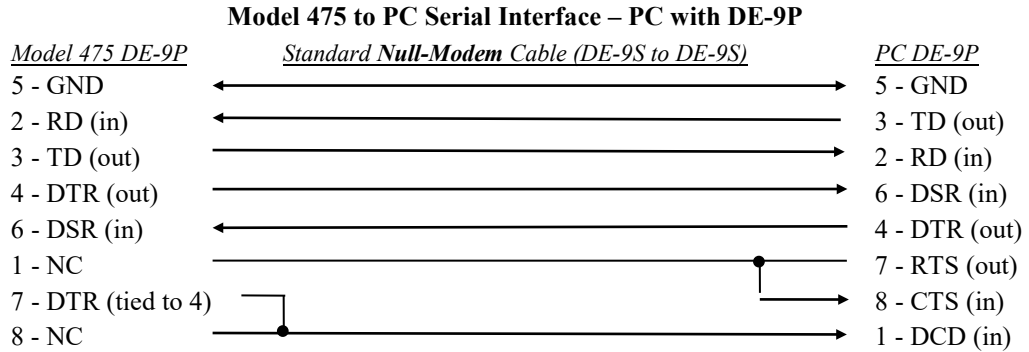 Model 475 to PC Serial Interface – PC with DE-9P
Model 475 DE-9P Standard Null-Modem Cable (DE-9S to DE-9S) PC DE-9P
5 - GND 5 - GND
2 - RD (in) 3 - TD (out)
3 - TD (out) 2 - RD (in)
4 - DTR (out) 6 - DSR (in)
6 - DSR (in) 4 - DTR (out)
1 - NC 7 - RTS (out)
7 - DTR (tied to 4) 8 - CTS (in)
8 - NC 1 - DCD (in)